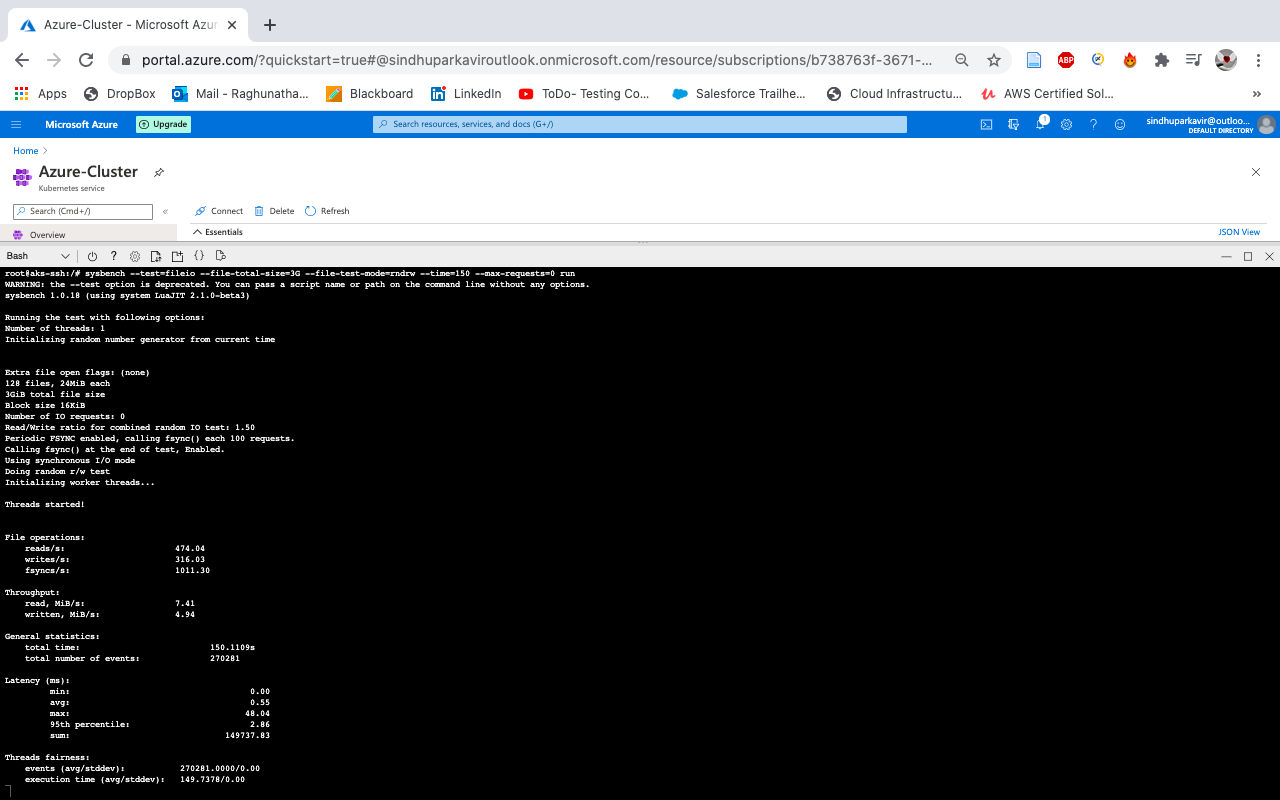 Azure-Cluster - Microsoft Azur
portal.azure.com/?quickstart=true#@sindhuparkaviroutlook.onmicrosoft.com/resource/subscriptions/b738763f-3671-...
ABP
Apps
DropBox
Mail - Raghunatha...
Blackboard
LinkedIn
ToDo- Testing Co...
Salesforce Trailhe...
Cloud Infrastructu...
AWS Certified Sol...
»
Microsoft Azure
Upgrade
Search resources, services, and docs (G+/)
1
sindhuparkavir@outloo...
DEFAULT DIRECTORY
Home >
Azure-Cluster
Kubernetes service
Search (Cmd+/)
«
Connect
Delete
Refresh
Overview
Essentials
JSON View
Bash
root@aks-ssh:/# sysbench --test=fileio --file-total-size=3G --file-test-mode=rndrw --time=150 --max-requests=0 run
WARNING: the --test option is deprecated. You can pass a script name or path on the command line without any options.
sysbench 1.0.18 (using system LuaJIT 2.1.0-beta3)
Running the test with following options:
Number of threads: 1
Initializing random number generator from current time
Extra file open flags: (none)
128 files, 24MiB each
3GiB total file size
Block size 16KiB
Number of IO requests: 0
Read/Write ratio for combined random IO test: 1.50
Periodic FSYNC enabled, calling fsync() each 100 requests.
Calling fsync() at the end of test, Enabled.
Using synchronous I/O mode
Doing random r/w test
Initializing worker threads...
Threads started!
File operations:
reads/s: 474.04
writes/s: 316.03
fsyncs/s: 1011.30
Throughput:
read, MiB/s: 7.41
written, MiB/s: 4.94
General statistics:
total time: 150.1109s
total number of events: 270281
Latency (ms):
min: 0.00
avg: 0.55
max: 48.04
95th percentile: 2.86
sum: 149737.83
Threads fairness:
events (avg/stddev): 270281.0000/0.00
execution time (avg/stddev): 149.7378/0.00